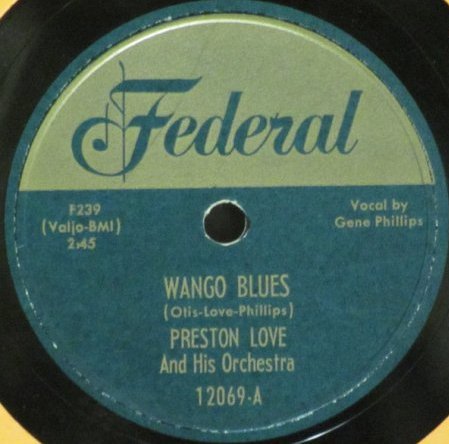 Federal
F239
(Valjo-BMI)
2:45
Vocal by
Gene Phillips
WANGO BLUES
(Otis-Love-Phillips)
PRESTON LOVE
And His Orchestra
12069-A